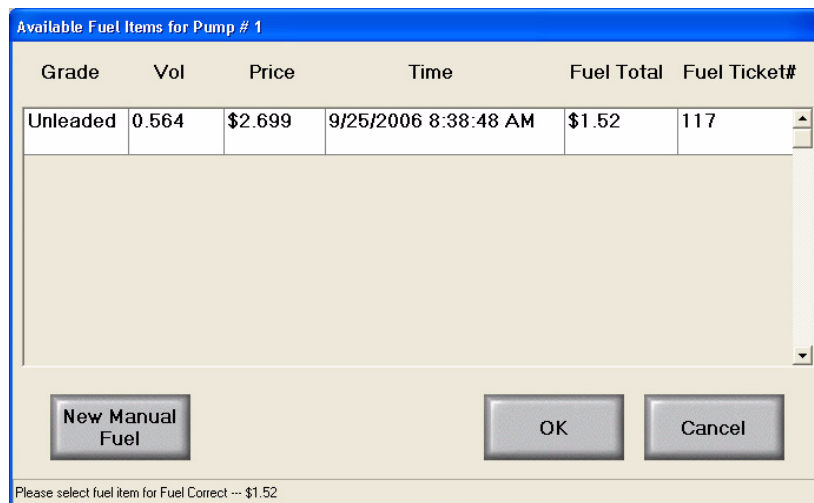 Available Fuel Items for Pump # 1
Grade Vol Price Time Fuel Total Fuel Ticket#
Unleaded 0.564 $2.699 9/25/2006 8:38:48 AM $1.52 117
New Manual
Fuel
OK
Cancel
Please select fuel item for Fuel Correct --- $1.52